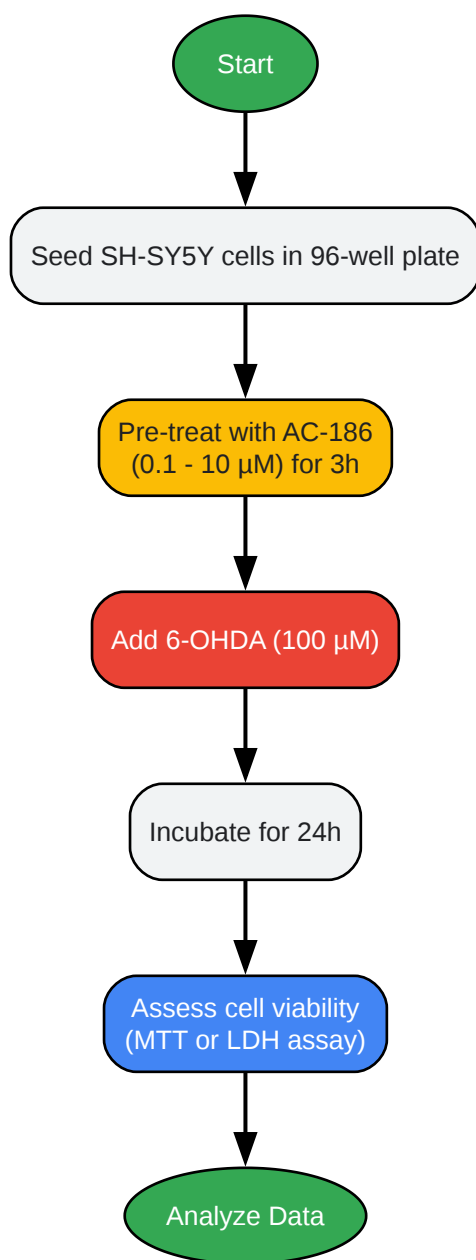 Start
Seed SH-SY5Y cells in 96-well plate
Pre-treat with AC-186
(0.1 - 10 µM) for 3h
Add 6-OHDA (100 µM)
Incubate for 24h
Assess cell viability
(MTT or LDH assay)
Analyze Data